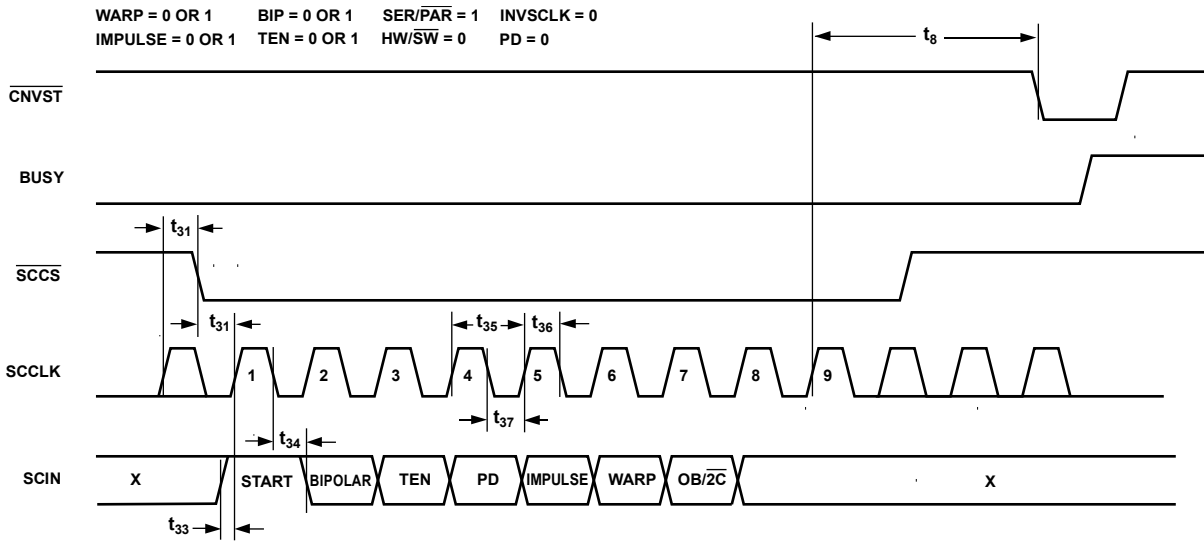 WARP = 0 OR 1 BIP = 0 OR 1 SER/PAR = 1 INVSCLK = 0
IMPULSE = 0 OR 1 TEN = 0 OR 1 HW/SW = 0 PD = 0
t8
CNVST
BUSY
t31
SCCS
t31
t35
t36
SCCLK
1 2 3 4 5 6 7 8 9
t37
t34
SCIN
X START BIPOLAR TEN PD IMPULSE WARP OB/2C X
t33